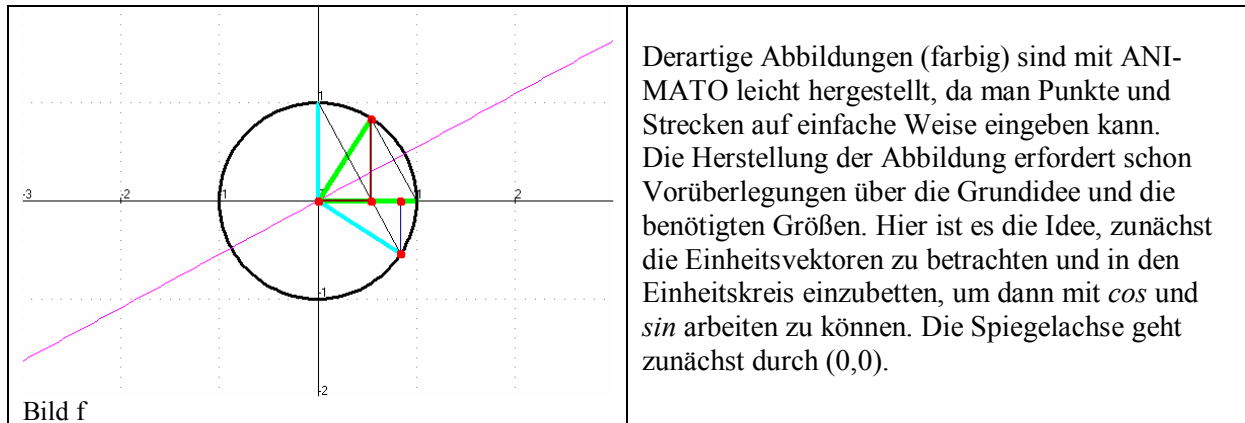 1
-3
-2
-1
1
2
-1
-2
Bild f
Derartige Abbildungen (farbig) sind mit ANI-
MATO leicht hergestellt, da man Punkte und
Strecken auf einfache Weise eingeben kann.
Die Herstellung der Abbildung erfordert schon
Vorüberlegungen über die Grundidee und die
benötigten Größen. Hier ist es die Idee, zunächst
die Einheitsvektoren zu betrachten und in den
Einheitskreis einzubetten, um dann mit cos und
sin arbeiten zu können. Die Spiegelachse geht
zunächst durch (0,0).